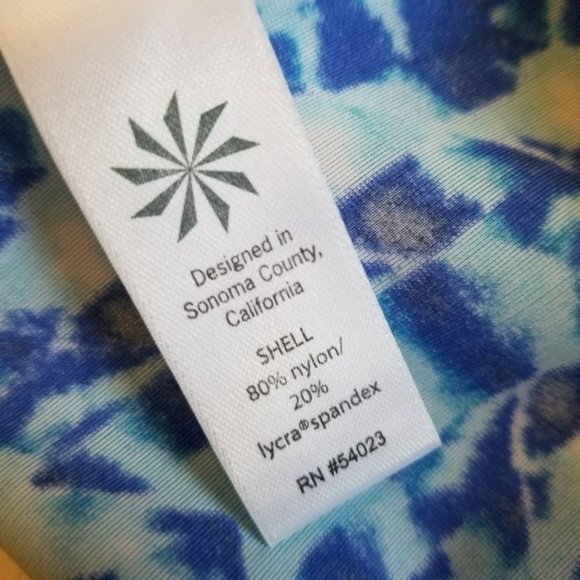 Designed in
Sonoma County,
California
SHELL
80% nylon/
20%
lycra®spandex
RN #54023